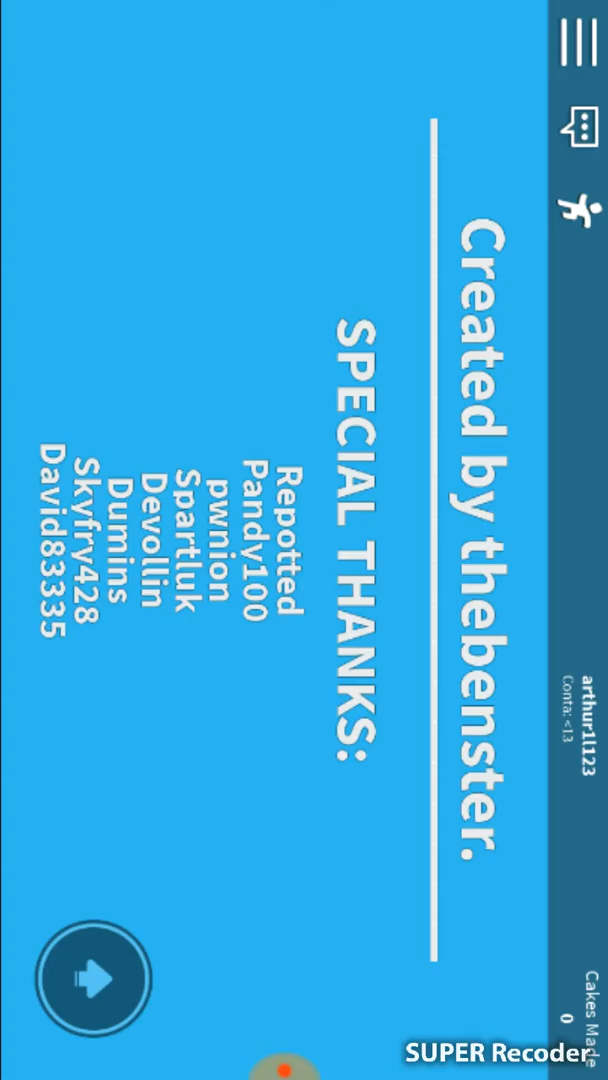 arthur1l123
Conta: <13
Cakes Made
0
Created by thebenster.
SPECIAL THANKS:
Repotted
Pandy100
pwnion
Spartluk
Devollin
Dumins
Skyfry428
David83335
SUPER Recoder